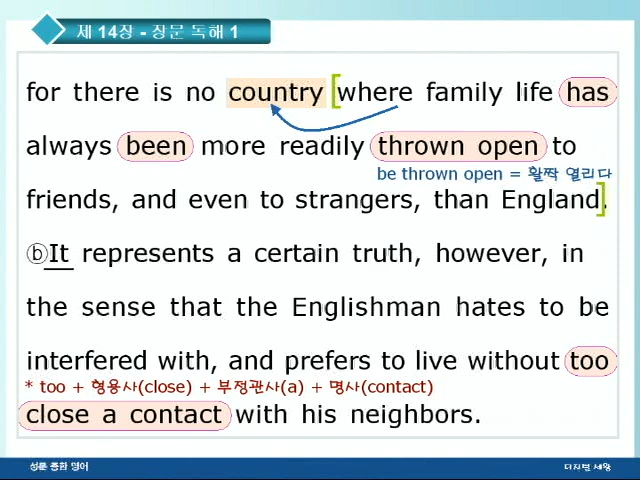 제 14장 - 장문 독해 1
for there is no country [where family life has
always been more readily thrown open to
be thrown open = 활짝 열리다
friends, and even to strangers, than England].
ⓑIt represents a certain truth, however, in
the sense that the Englishman hates to be
interfered with, and prefers to live without too
* too + 형용사(close) + 부정관사(a) + 명사(contact)
close a contact with his neighbors.
성문 종합 영어
디지털 세왕